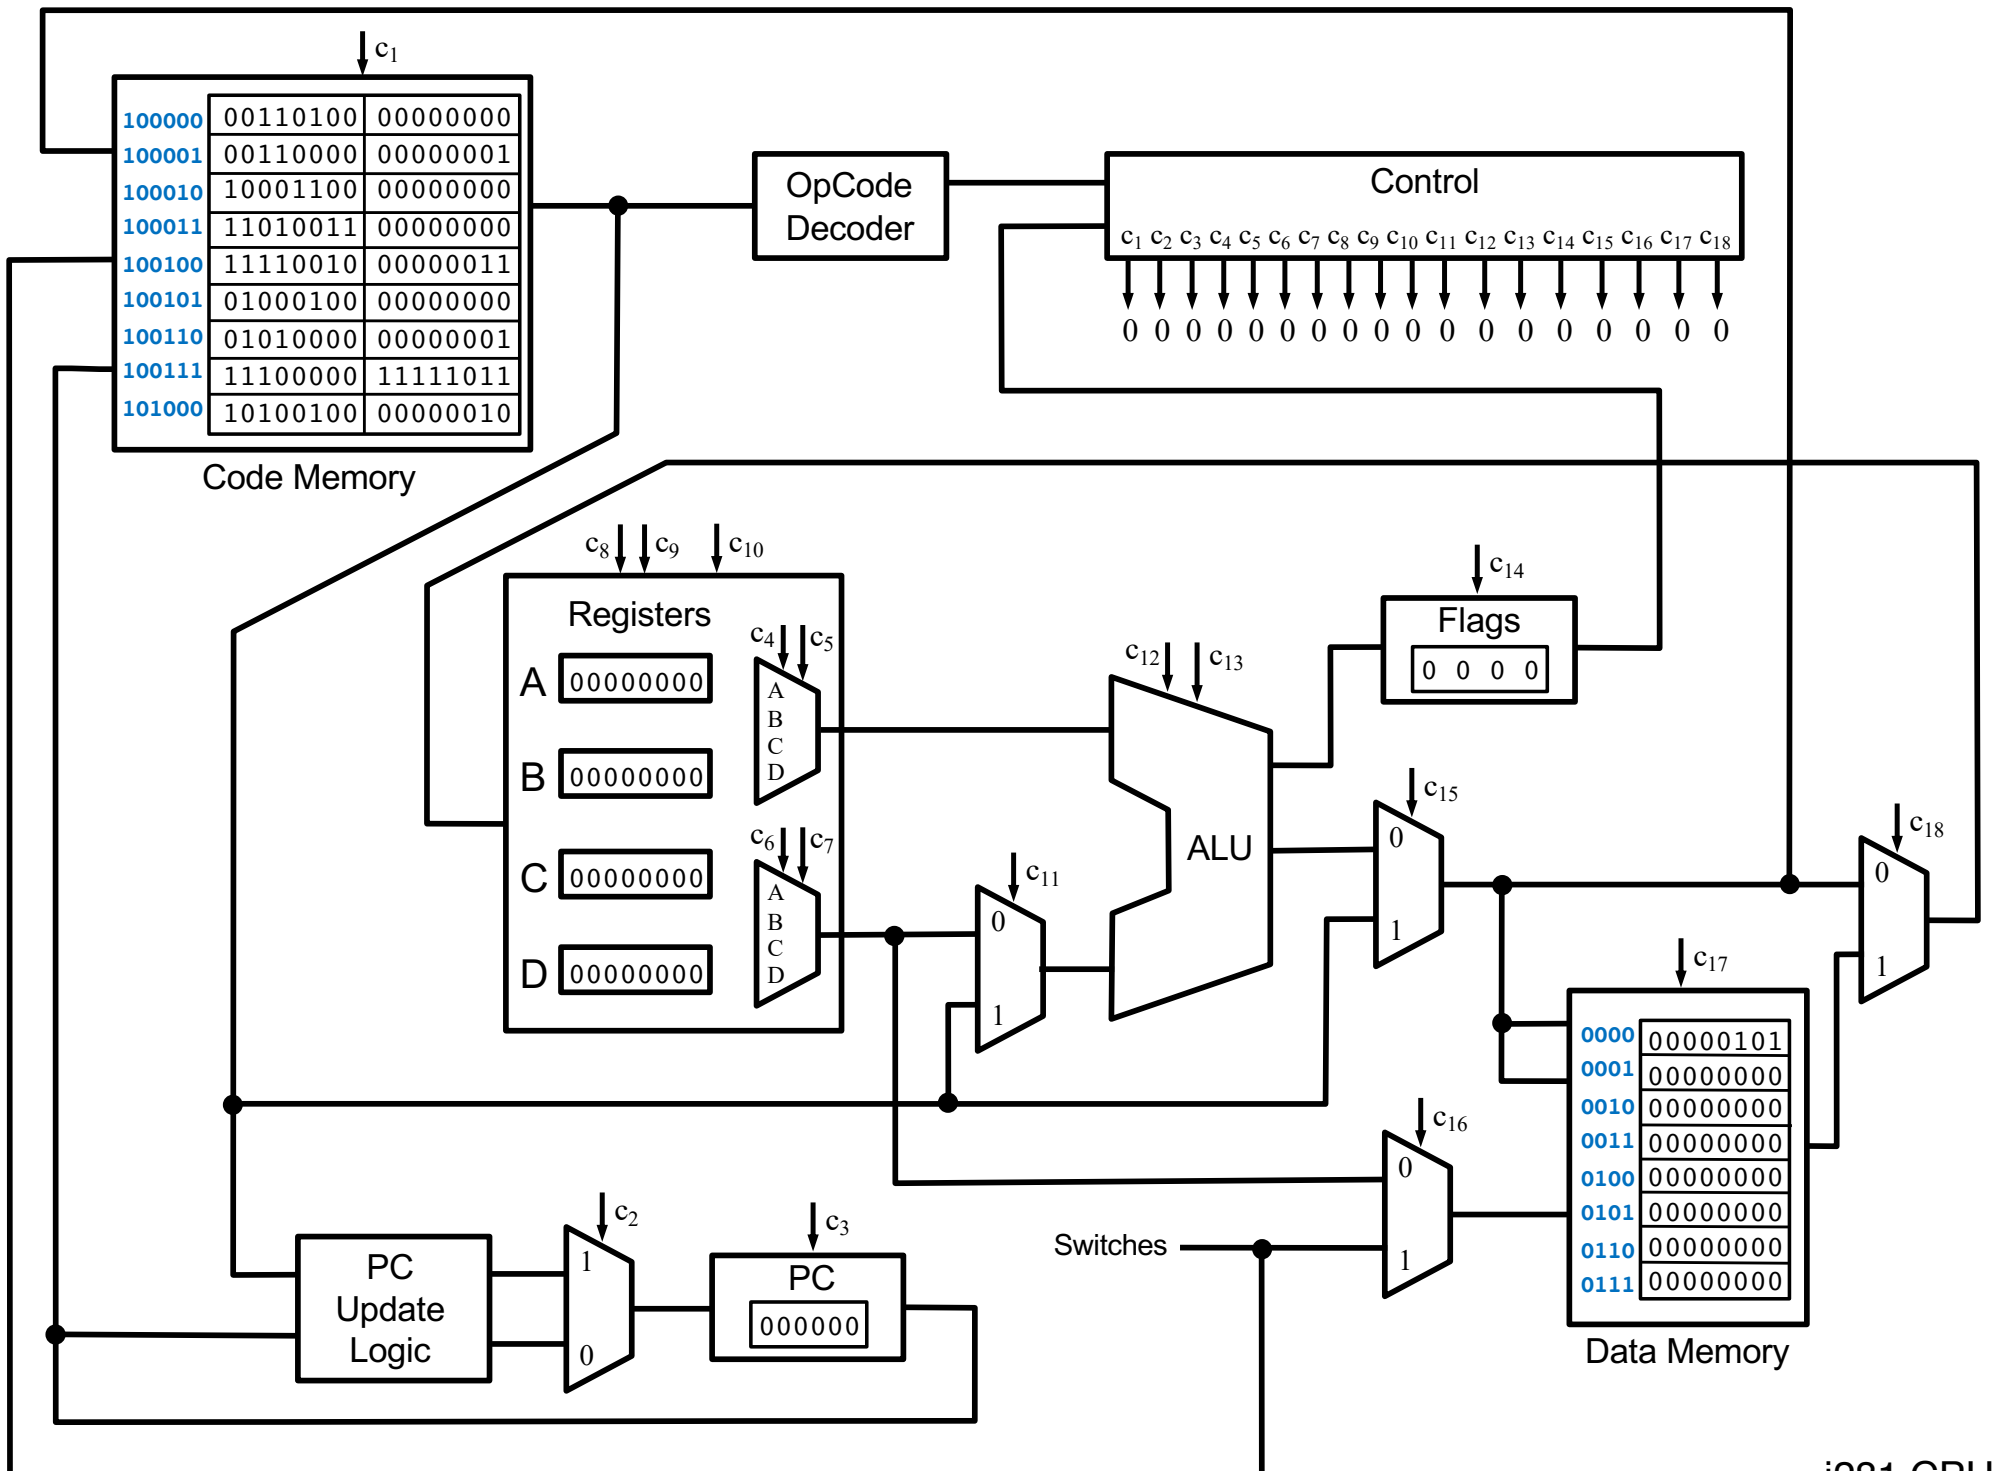 c1
100000 00110100 00000000
100001 00110000 00000001
100010 10001100 00000000
100011 11010011 00000000
100100 11110010 00000011
100101 01000100 00000000
100110 01010000 00000001
100111 11100000 11111011
101000 10100100 00000010
Code Memory
OpCode
Decoder
Control
c1 c2 c3 c4 c5 c6 c7 c8 c9 c10 c11 c12 c13 c14 c15 c16 c17 c18
0 0 0 0 0 0 0 0 0 0 0 0 0 0 0 0 0 0
c8 c9 c10
Registers
A 00000000
B 00000000
C 00000000
D 00000000
c4 c5
A
B
C
D
c6 c7
A
B
C
D
c11
0
1
c12 c13
ALU
c14
Flags
0 0 0 0
c15
0
1
c18
0
1
c17
0000 00000101
0001 00000000
0010 00000000
0011 00000000
0100 00000000
0101 00000000
0110 00000000
0111 00000000
Data Memory
c16
0
1
Switches
PC
Update
Logic
c2
1
0
c3
PC
000000